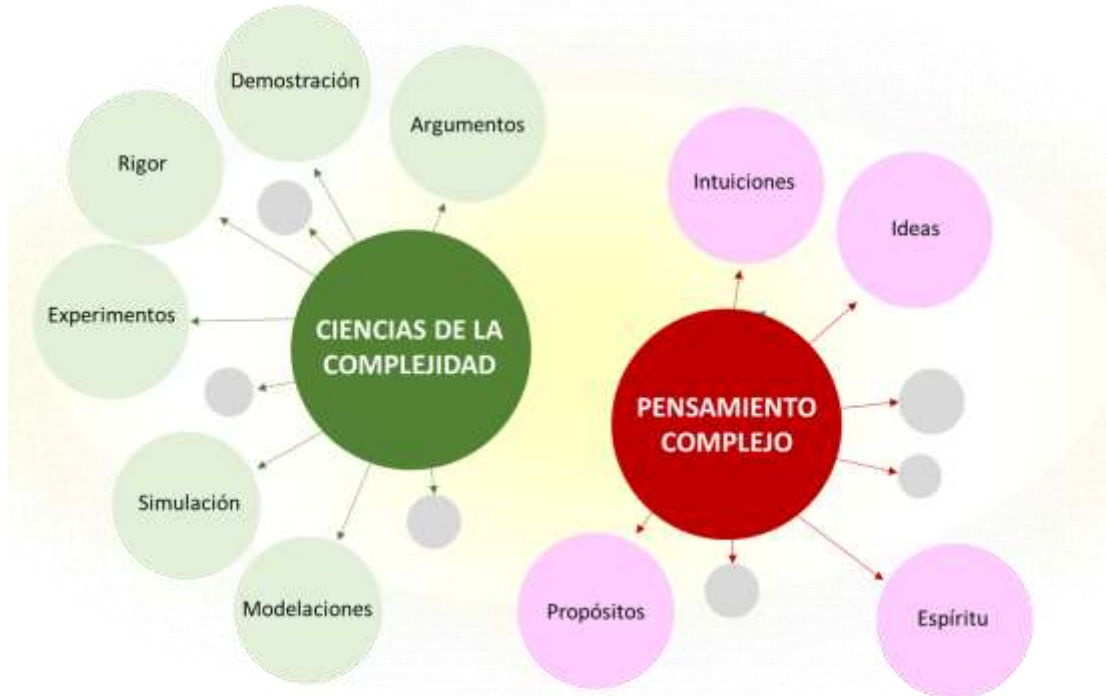 Demostración
Argumentos
Rigor
Experimentos
CIENCIAS DE LA
COMPLEJIDAD
Simulación
Modelaciones
Intuiciones
Ideas
PENSAMIENTO
COMPLEJO
Propósitos
Espíritu